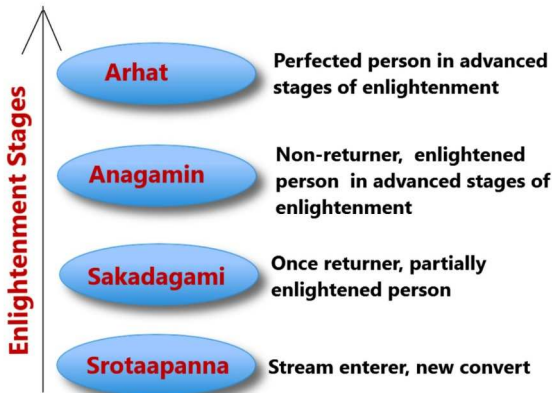 Enlightenment Stages
Arhat
Perfected person in advanced
stages of enlightenment
Anagamin
Non-returner, enlightened
person in advanced stages of
enlightenment
Sakadagami
Once returner, partially
enlightened person
Srotaapanna
Stream enterer, new convert